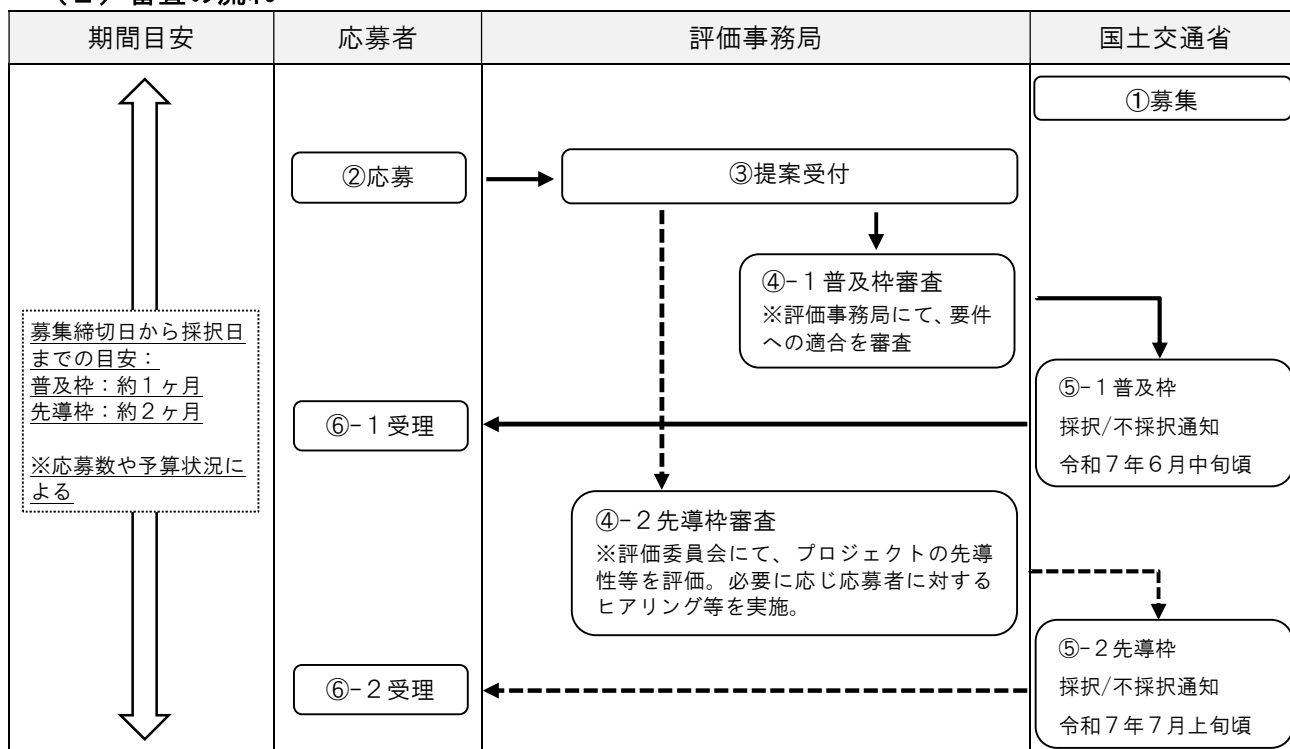 （２）審査の流れ
期間目安
応募者
評価事務局
国土交通省
①募集
②応募
③提案受付
④-１普及枠審査
※評価事務局にて、要件
への適合を審査
募集締切日から採択日
までの目安：
普及枠：約１ヶ月
先導枠：約２ヶ月
※応募数や予算状況に
よる
⑤-１普及枠
採択/不採択通知
令和７年６月中旬頃
⑥-１受理
④-２先導枠審査
※評価委員会にて、プロジェクトの先導
性等を評価。必要に応じ応募者に対する
ヒアリング等を実施。
⑤-２先導枠
採択/不採択通知
令和７年７月上旬頃
⑥-２受理